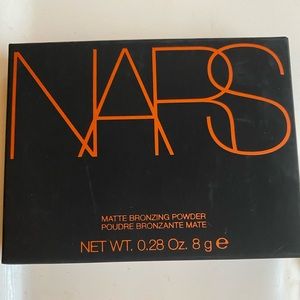 NARS
MATTE BRONZING POWDER
POUDRE BRONZANTE MATE
NET WT. 0.28 Oz. 8 g ℮